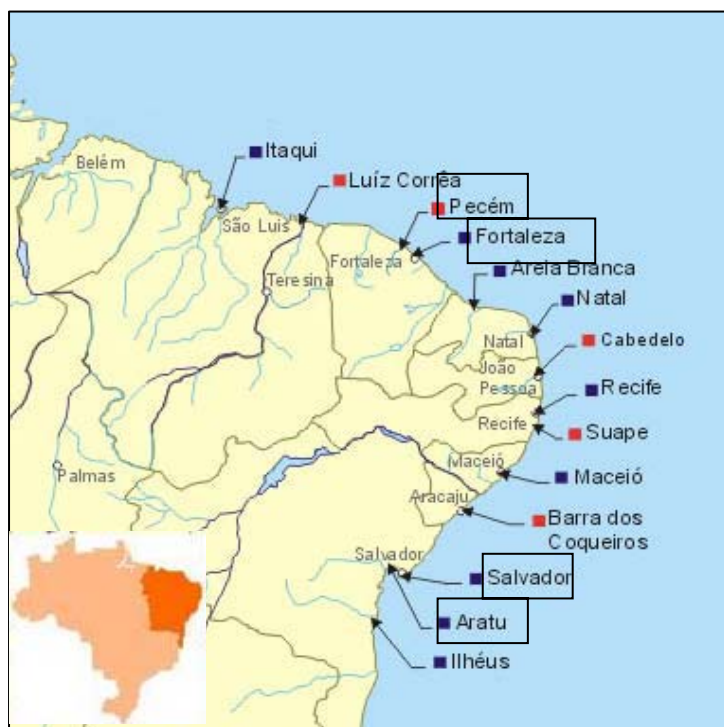 Itaqui
Belém
Luíz Corrêa
São Luis
Pecém
Fortaleza
Fortaleza
Areia Branca
Teresina
Natal
Natal
Cabedelo
João
Pessoa
Recife
Recife
Suape
Maceió
Maceió
Palmas
Aracaju
Barra dos
Coqueiros
Salvador
Salvador
Aratu
Ilhéus